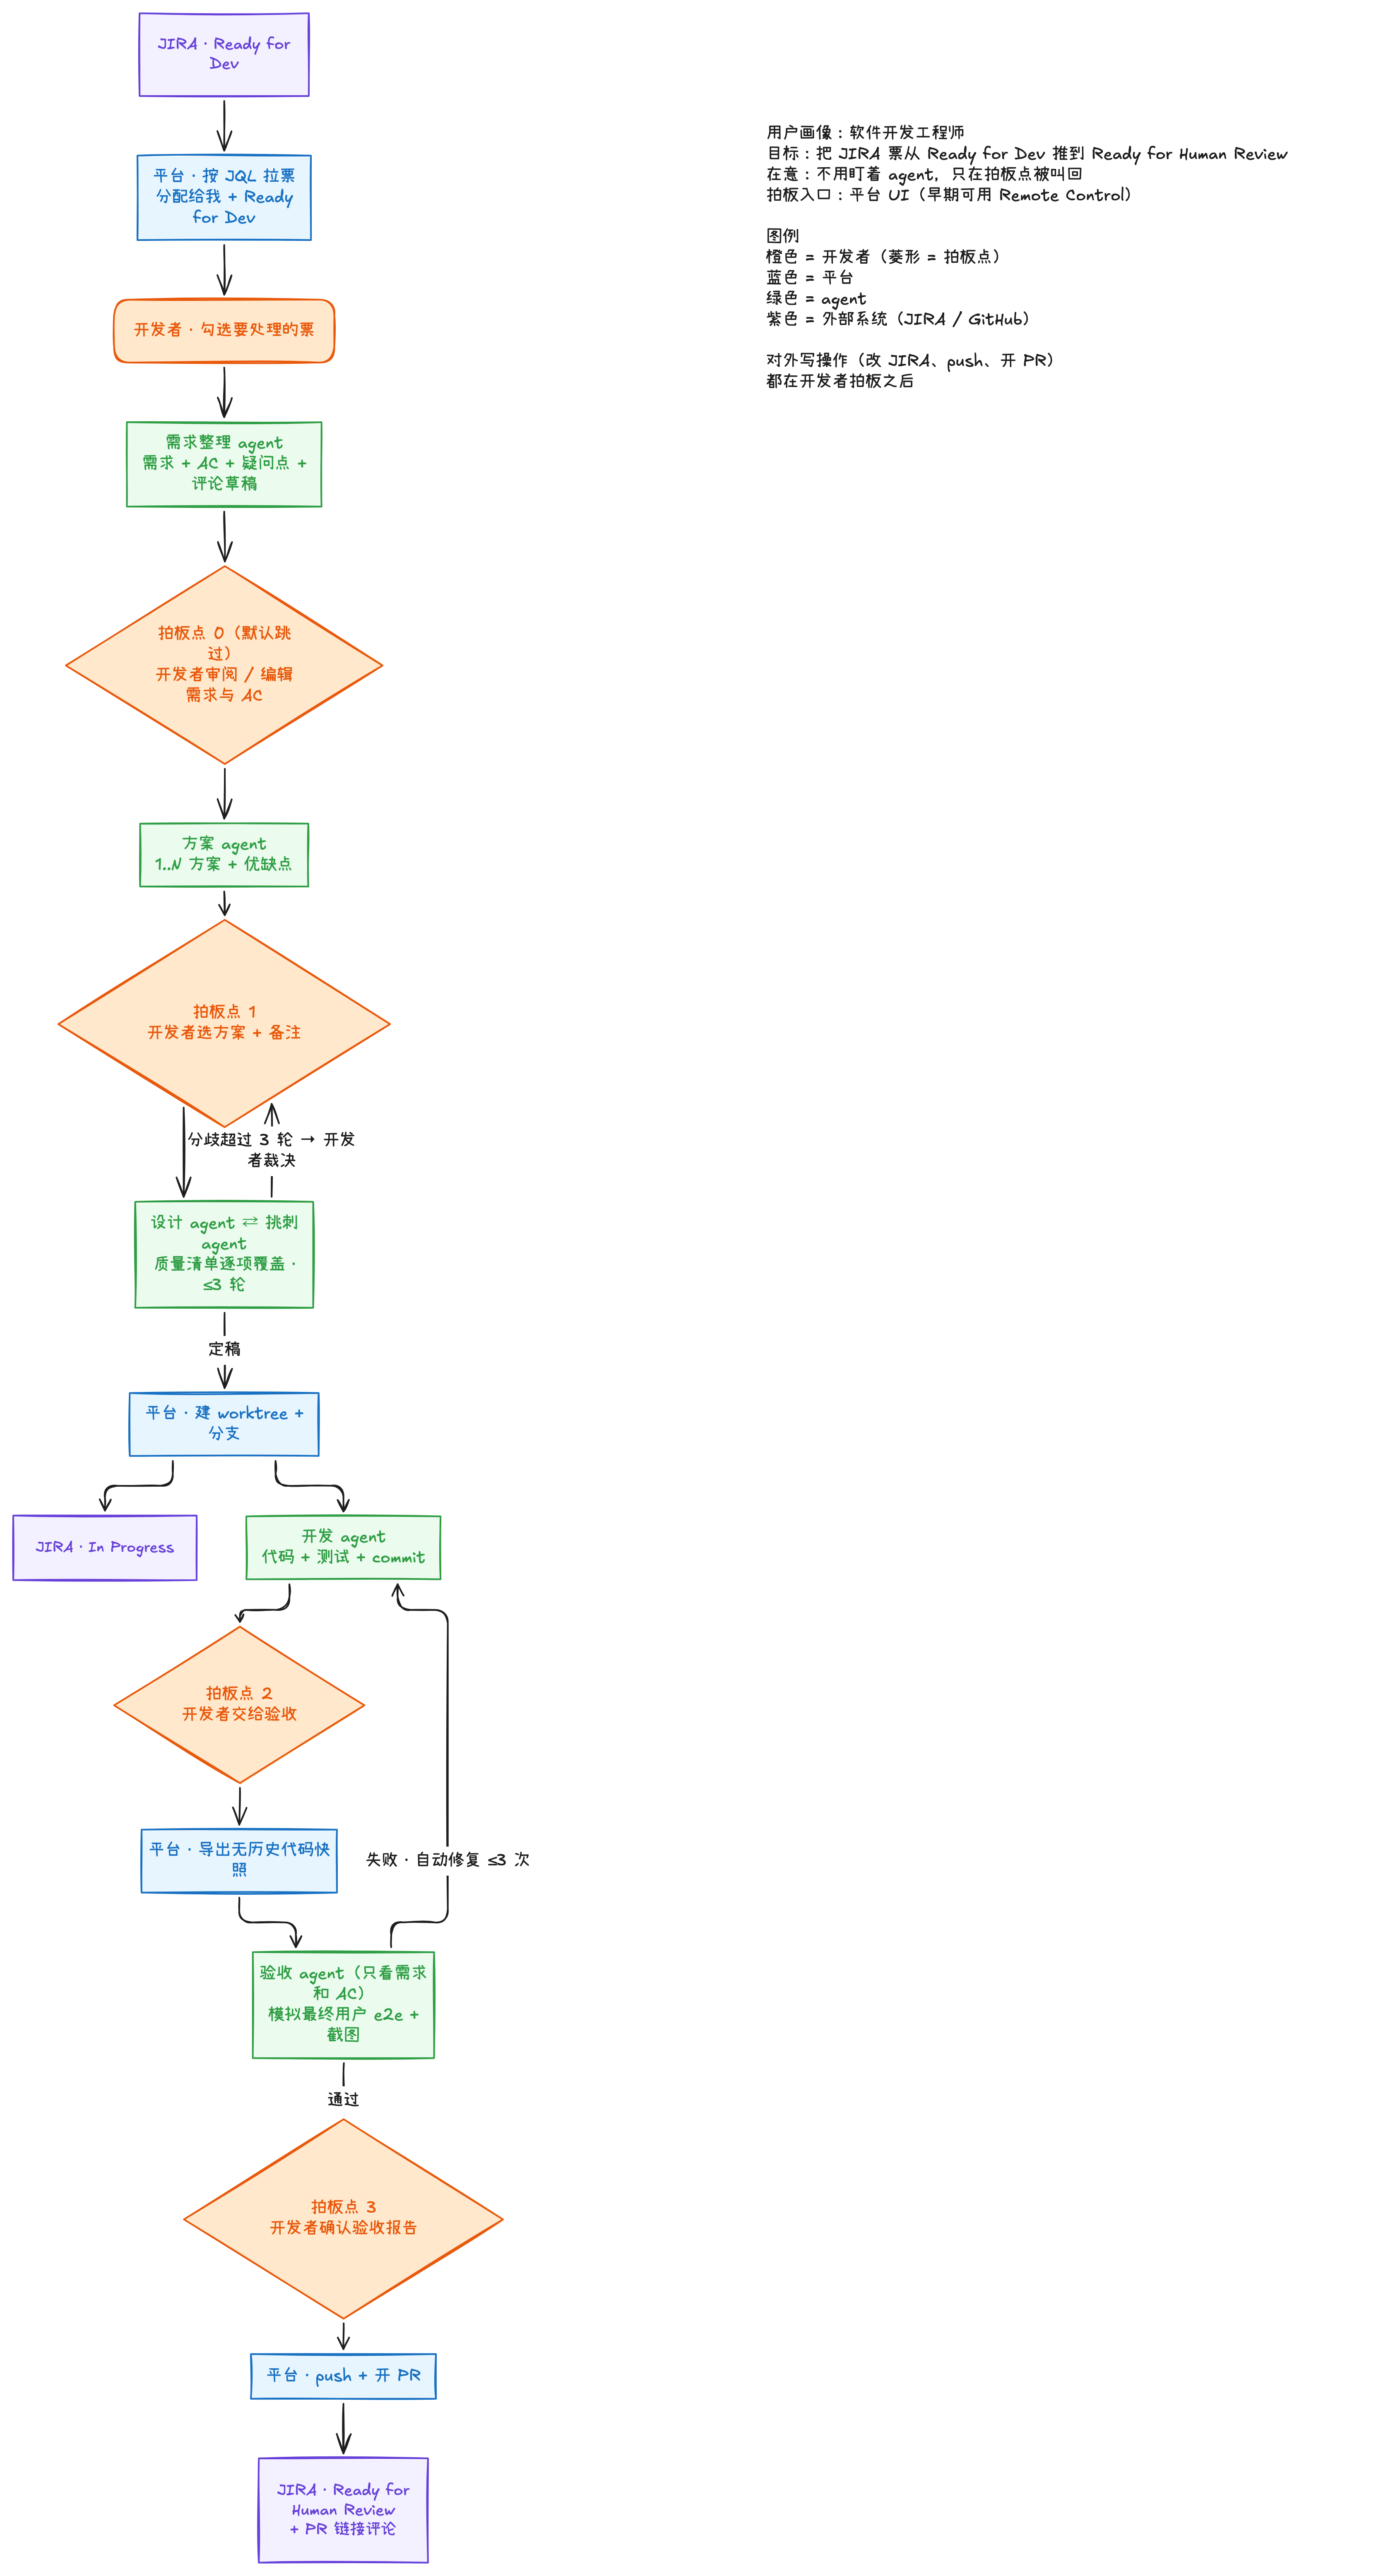 JIRA · Ready for
Dev
平台 · 按 JQL 拉票
分配给我 + Ready
for Dev
开发者 · 勾选要处理的票
需求整理 agent
需求 + AC + 疑问点 +
评论草稿
拍板点 0（默认跳
过）
开发者审阅 / 编辑
需求与 AC
方案 agent
1..N 方案 + 优缺点
拍板点 1
开发者选方案 + 备注
分歧超过 3 轮 → 开发
者裁决
设计 agent ⇄ 挑刺
agent
质量清单逐项覆盖 ·
≤3 轮
定稿
平台 · 建 worktree +
分支
JIRA · In Progress
开发 agent
代码 + 测试 + commit
拍板点 2
开发者交给验收
平台 · 导出无历史代码快
照
失败 · 自动修复 ≤3 次
验收 agent（只看需求
和 AC）
模拟最终用户 e2e +
截图
通过
拍板点 3
开发者确认验收报告
平台 · push + 开 PR
JIRA · Ready for
Human Review
+ PR 链接评论
用户画像：软件开发工程师
目标：把 JIRA 票从 Ready for Dev 推到 Ready for Human Review
在意：不用盯着 agent，只在拍板点被叫回
拍板入口：平台 UI（早期可用 Remote Control）
图例
橙色 = 开发者（菱形 = 拍板点）
蓝色 = 平台
绿色 = agent
紫色 = 外部系统（JIRA / GitHub）
对外写操作（改 JIRA、push、开 PR）
都在开发者拍板之后